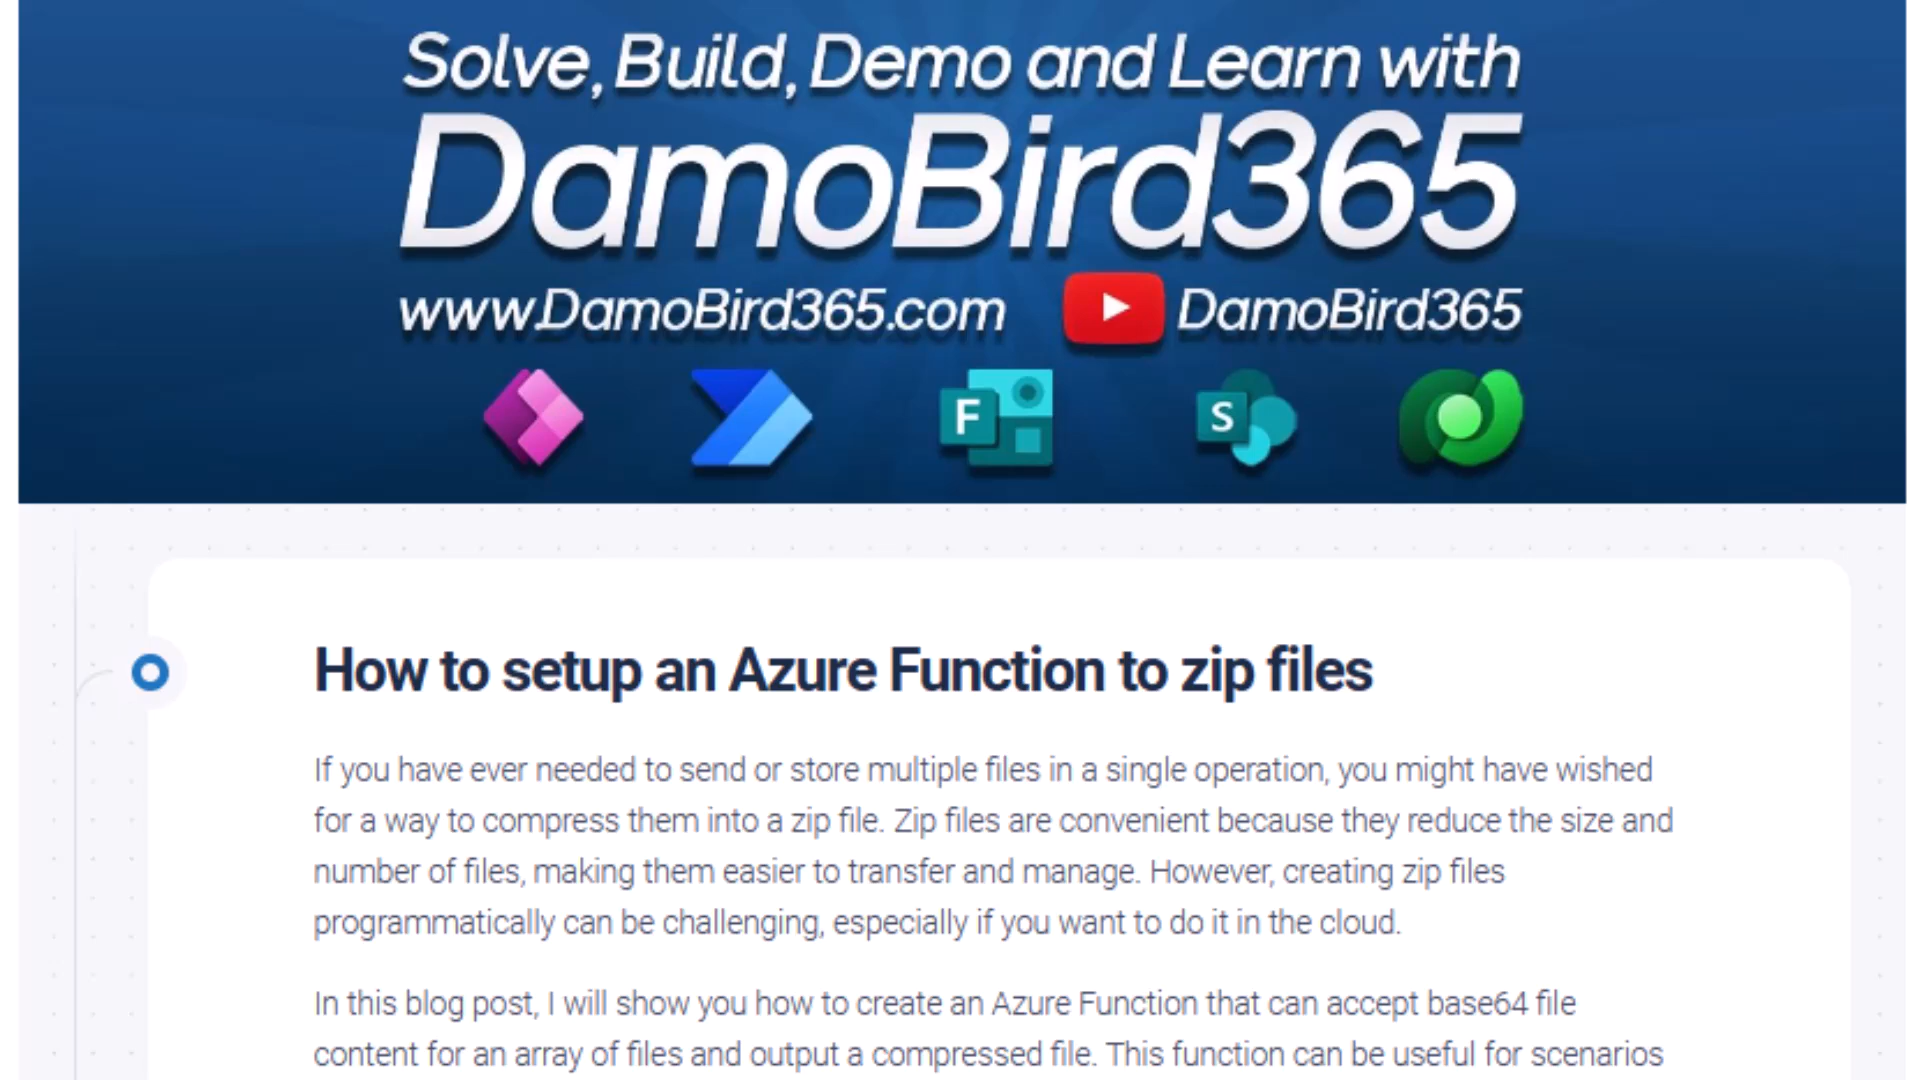 Solve, Build, Demo and Learn with
DamoBird365
www.DamoBird365.com DamoBird365
F S
How to setup an Azure Function to zip files
If you have ever needed to send or store multiple files in a single operation, you might have wished
for a way to compress them into a zip file. Zip files are convenient because they reduce the size and
number of files, making them easier to transfer and manage. However, creating zip files
programmatically can be challenging, especially if you want to do it in the cloud.
In this blog post, I will show you how to create an Azure Function that can accept base64 file
content for an array of files and output a compressed file. This function can be useful for scenarios